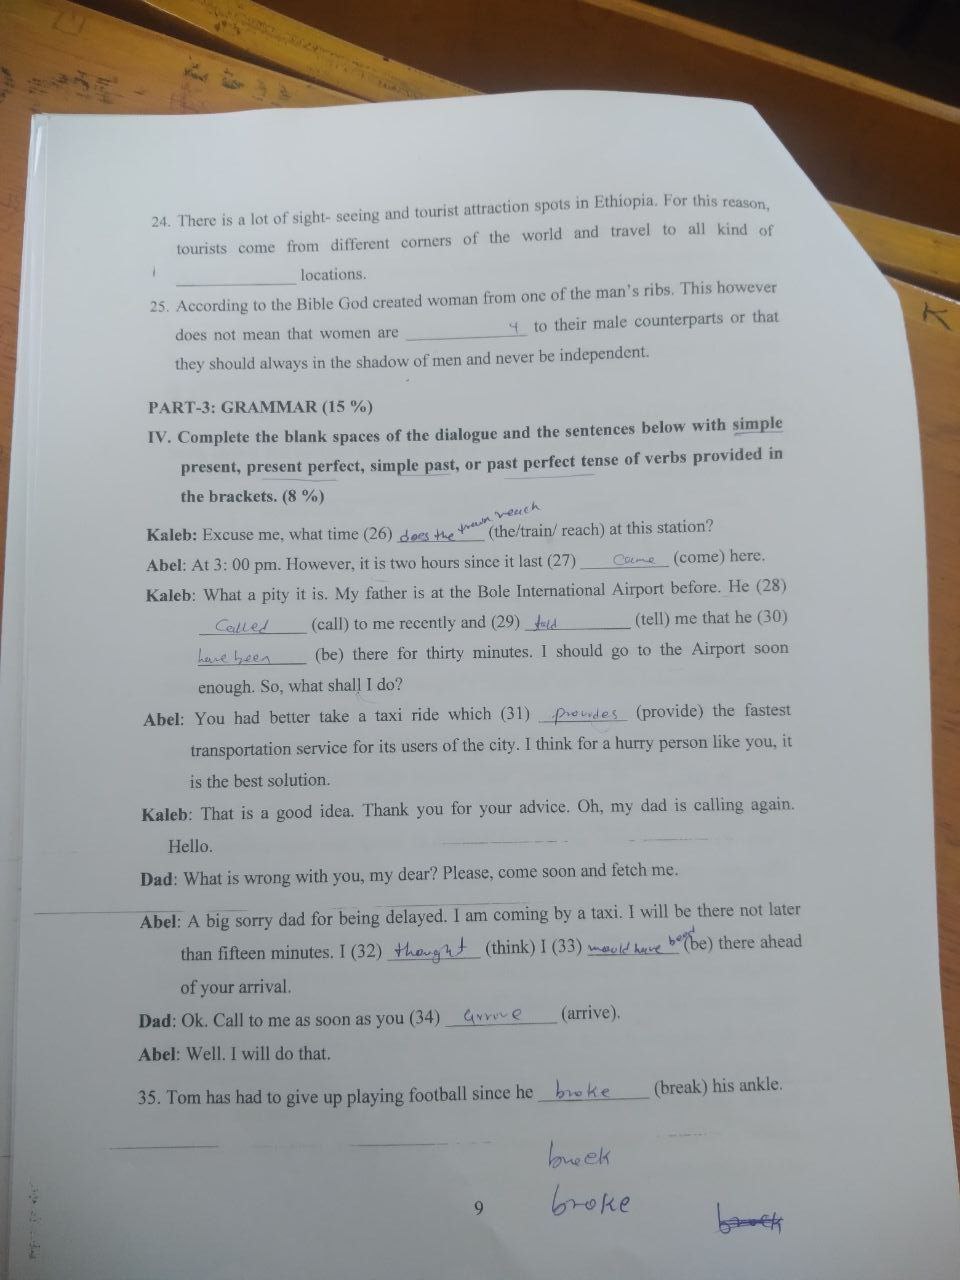 24. There is a lot of sight- seeing and tourist attraction spots in Ethiopia. For this reason,
tourists come from different corners of the world and travel to all kind of
____________ locations.
25. According to the Bible God created woman from one of the man's ribs. This however
does not mean that women are ____________ 4 to their male counterparts or that
they should always in the shadow of men and never be independent.
PART-3: GRAMMAR (15 %)
IV. Complete the blank spaces of the dialogue and the sentences below with simple
present, present perfect, simple past, or past perfect tense of verbs provided in
the brackets. (8 %)
Kaleb: Excuse me, what time (26) does the train reach (the/train/ reach) at this station?
Abel: At 3: 00 pm. However, it is two hours since it last (27) came (come) here.
Kaleb: What a pity it is. My father is at the Bole International Airport before. He (28)
Called (call) to me recently and (29) told (tell) me that he (30)
have been (be) there for thirty minutes. I should go to the Airport soon
enough. So, what shall I do?
Abel: You had better take a taxi ride which (31) provides (provide) the fastest
transportation service for its users of the city. I think for a hurry person like you, it
is the best solution.
Kaleb: That is a good idea. Thank you for your advice. Oh, my dad is calling again.
Hello.
Dad: What is wrong with you, my dear? Please, come soon and fetch me.
Abel: A big sorry dad for being delayed. I am coming by a taxi. I will be there not later
than fifteen minutes. I (32) thought (think) I (33) would have been (be) there ahead
of your arrival.
Dad: Ok. Call to me as soon as you (34) arrive (arrive).
Abel: Well. I will do that.
35. Tom has had to give up playing football since he broke (break) his ankle.
broke
9